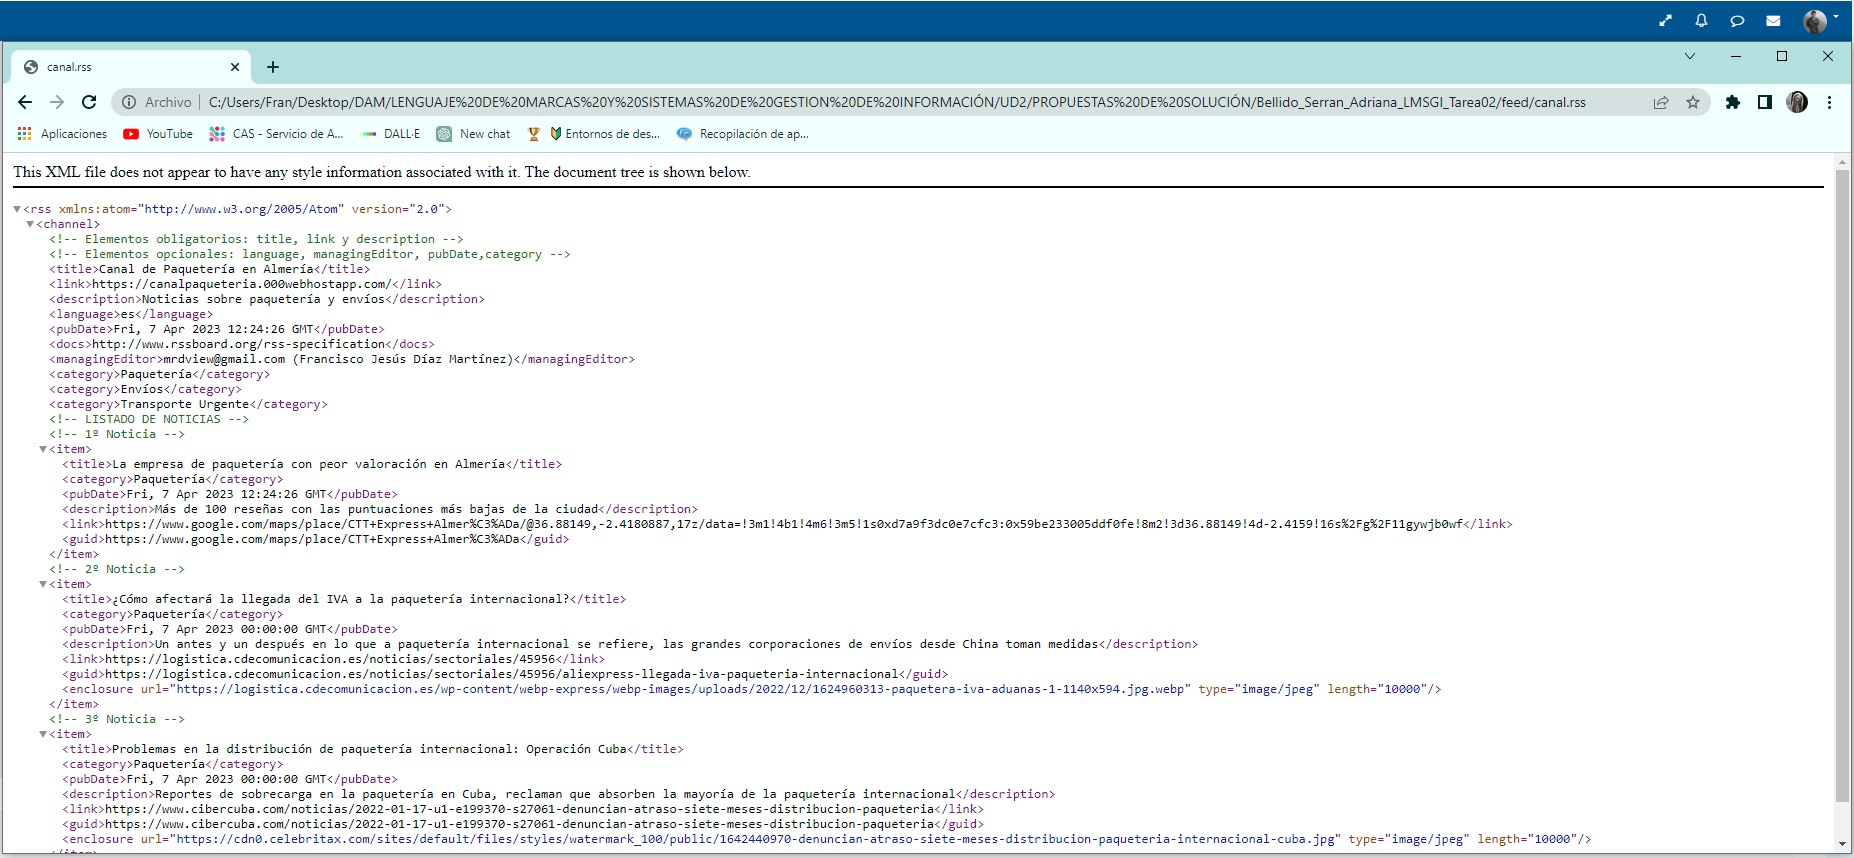 canal.rss
Archivo C:/Users/Fran/Desktop/DAM/LENGUAJE%20DE%20MARCAS%20Y%20SISTEMAS%20DE%20GESTION%20DE%20INFORMACIÓN/UD2/PROPUESTAS%20DE%20SOLUCIÓN/Bellido_Serran_Adriana_LMSGI_Tarea02/feed/canal.rss
Aplicaciones YouTube CAS - Servicio de A... DALL·E New chat Entornos de des... Recopilación de ap...
This XML file does not appear to have any style information associated with it. The document tree is shown below.
<rss xmlns:atom="http://www.w3.org/2005/Atom" version="2.0">
<channel>
<!-- Elementos obligatorios: title, link y description -->
<!-- Elementos opcionales: language, managingEditor, pubDate,category -->
<title>Canal de Paquetería en Almería</title>
<link>https://canalpaqueteria.000webhostapp.com/</link>
<description>Noticias sobre paquetería y envíos</description>
<language>es</language>
<pubDate>Fri, 7 Apr 2023 12:24:26 GMT</pubDate>
<docs>http://www.rssboard.org/rss-specification</docs>
<managingEditor>mrdview@gmail.com (Francisco Jesús Díaz Martínez)</managingEditor>
<category>Paquetería</category>
<category>Envíos</category>
<category>Transporte Urgente</category>
<!-- LISTADO DE NOTICIAS -->
<!-- 1º Noticia -->
<item>
<title>La empresa de paquetería con peor valoración en Almería</title>
<category>Paquetería</category>
<pubDate>Fri, 7 Apr 2023 12:24:26 GMT</pubDate>
<description>Más de 100 reseñas con las puntuaciones más bajas de la ciudad</description>
<link>https://www.google.com/maps/place/CTT+Express+Almer%C3%ADa/@36.88149,-2.4180887,17z/data=!3m1!4b1!4m6!3m5!1s0xd7a9f3dc0e7cfc3:0x59be233005ddf0fe!8m2!3d36.88149!4d-2.4159!16s%2Fg%2F11gywjb0wf</link>
<guid>https://www.google.com/maps/place/CTT+Express+Almer%C3%ADa</guid>
</item>
<!-- 2º Noticia -->
<item>
<title>¿Cómo afectará la llegada del IVA a la paquetería internacional?</title>
<category>Paquetería</category>
<pubDate>Fri, 7 Apr 2023 00:00:00 GMT</pubDate>
<description>Un antes y un después en lo que a paquetería internacional se refiere, las grandes corporaciones de envíos desde China toman medidas</description>
<link>https://logistica.cdecomunicacion.es/noticias/sectoriales/45956</link>
<guid>https://logistica.cdecomunicacion.es/noticias/sectoriales/45956/aliexpress-llegada-iva-paqueteria-internacional</guid>
<enclosure url="https://logistica.cdecomunicacion.es/wp-content/webp-express/webp-images/uploads/2022/12/1624960313-paquetera-iva-aduanas-1-1140x594.jpg.webp" type="image/jpeg" length="10000"/>
</item>
<!-- 3º Noticia -->
<item>
<title>Problemas en la distribución de paquetería internacional: Operación Cuba</title>
<category>Paquetería</category>
<pubDate>Fri, 7 Apr 2023 00:00:00 GMT</pubDate>
<description>Reportes de sobrecarga en la paquetería en Cuba, reclaman que absorben la mayoría de la paquetería internacional</description>
<link>https://www.cibercuba.com/noticias/2022-01-17-u1-e199370-s27061-denuncian-atraso-siete-meses-distribucion-paqueteria</link>
<guid>https://www.cibercuba.com/noticias/2022-01-17-u1-e199370-s27061-denuncian-atraso-siete-meses-distribucion-paqueteria</guid>
<enclosure url="https://cdn0.celebritax.com/sites/default/files/styles/watermark_100/public/1642440970-denuncian-atraso-siete-meses-distribucion-paqueteria-internacional-cuba.jpg" type="image/jpeg" length="10000"/>